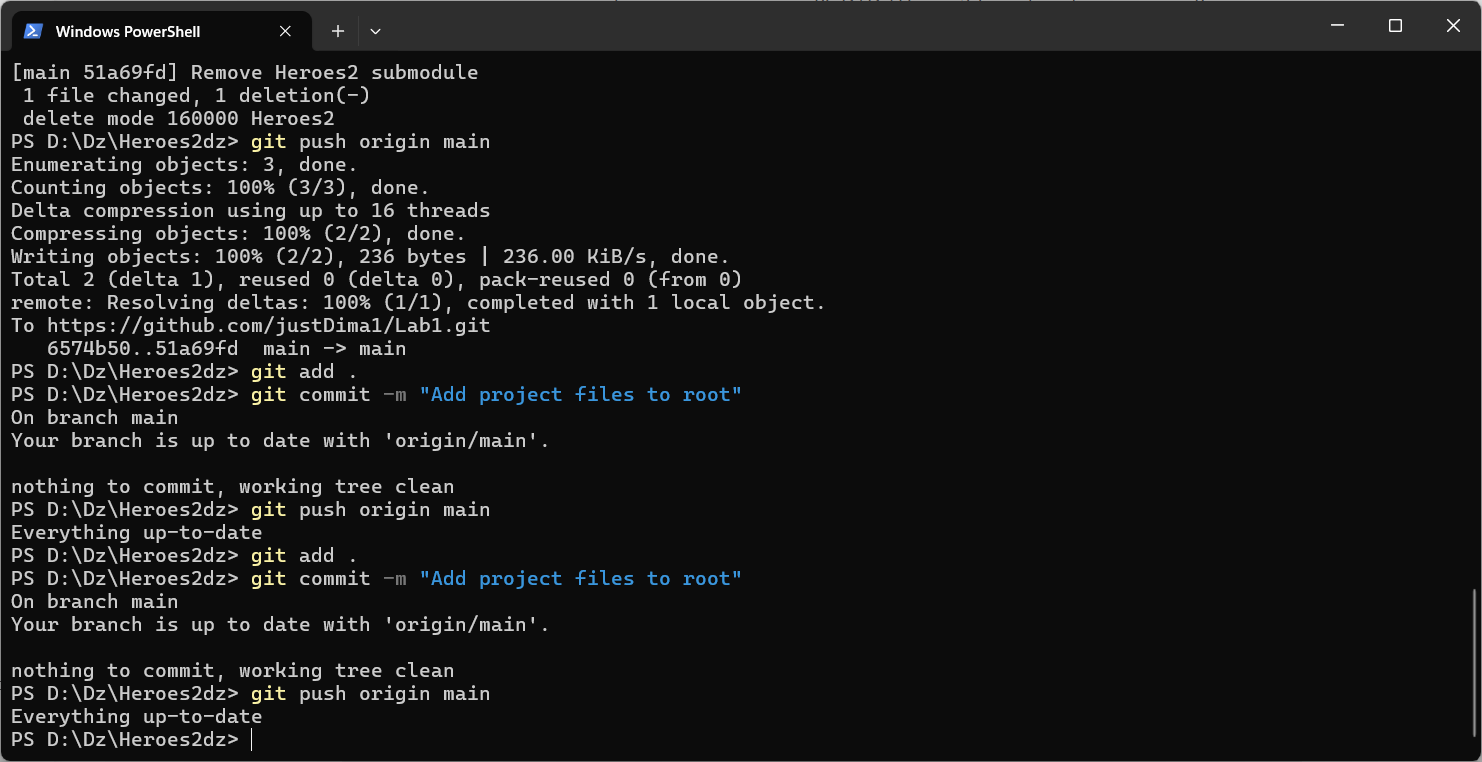 Windows PowerShell
[main 51a69fd] Remove Heroes2 submodule
 1 file changed, 1 deletion(-)
 delete mode 160000 Heroes2
PS D:\Dz\Heroes2dz> git push origin main
Enumerating objects: 3, done.
Counting objects: 100% (3/3), done.
Delta compression using up to 16 threads
Compressing objects: 100% (2/2), done.
Writing objects: 100% (2/2), 236 bytes | 236.00 KiB/s, done.
Total 2 (delta 1), reused 0 (delta 0), pack-reused 0 (from 0)
remote: Resolving deltas: 100% (1/1), completed with 1 local object.
To https://github.com/justDima1/Lab1.git
   6574b50..51a69fd  main -> main
PS D:\Dz\Heroes2dz> git add .
PS D:\Dz\Heroes2dz> git commit -m "Add project files to root"
On branch main
Your branch is up to date with 'origin/main'.

nothing to commit, working tree clean
PS D:\Dz\Heroes2dz> git push origin main
Everything up-to-date
PS D:\Dz\Heroes2dz> git add .
PS D:\Dz\Heroes2dz> git commit -m "Add project files to root"
On branch main
Your branch is up to date with 'origin/main'.

nothing to commit, working tree clean
PS D:\Dz\Heroes2dz> git push origin main
Everything up-to-date
PS D:\Dz\Heroes2dz>